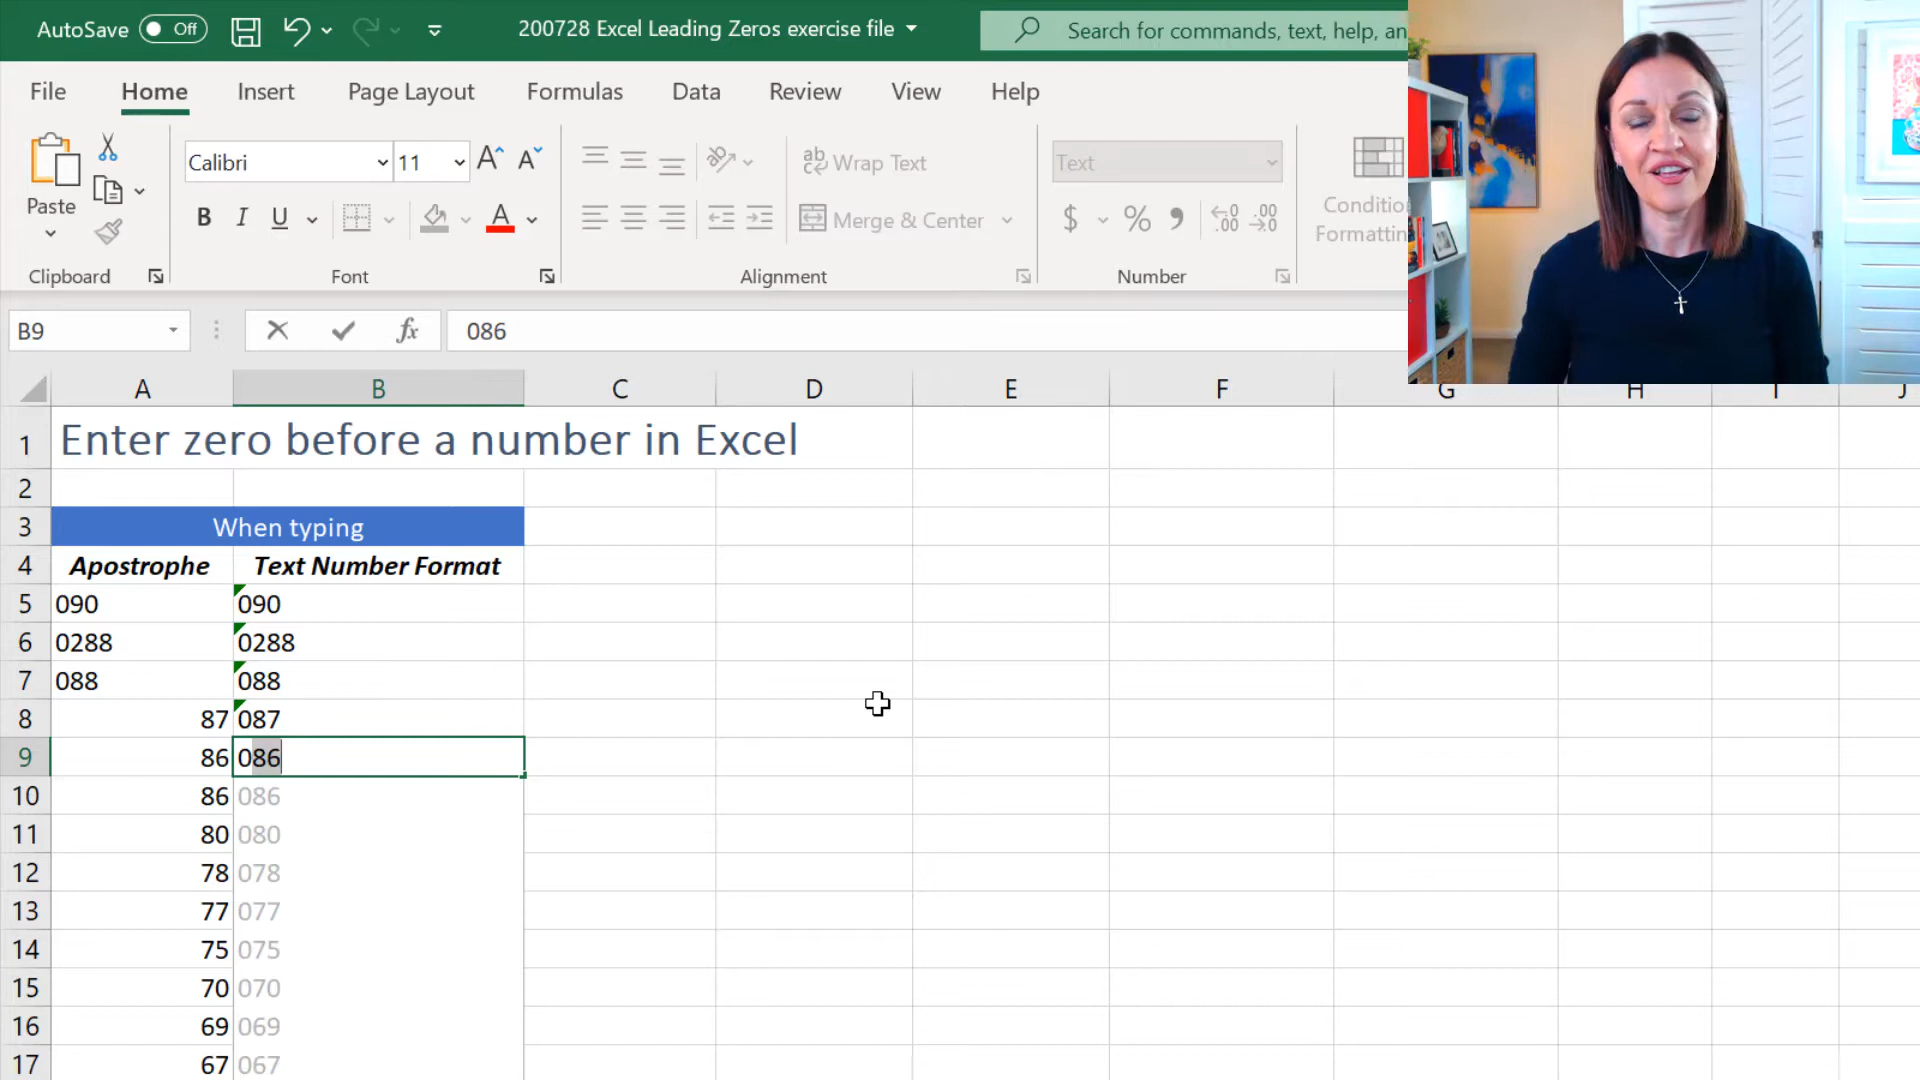 AutoSave Off 200728 Excel Leading Zeros exercise file Search for commands, text, help, an
File Home Insert Page Layout Formulas Data Review View Help
Paste
Clipboard
Calibri 11
B I U A
Font
ab Wrap Text
Merge & Center
Alignment
Text
$ % 9 .00 .00
Number
Conditio
Formattin
B9 fx 086
A B C D E F G H I J
1 Enter zero before a number in Excel
2
3 When typing
4 Apostrophe Text Number Format
5 090 090
6 0288 0288
7 088 088
8 87 087
9 86 086
10 86 086
11 80 080
12 78 078
13 77 077
14 75 075
15 70 070
16 69 069
17 67 067